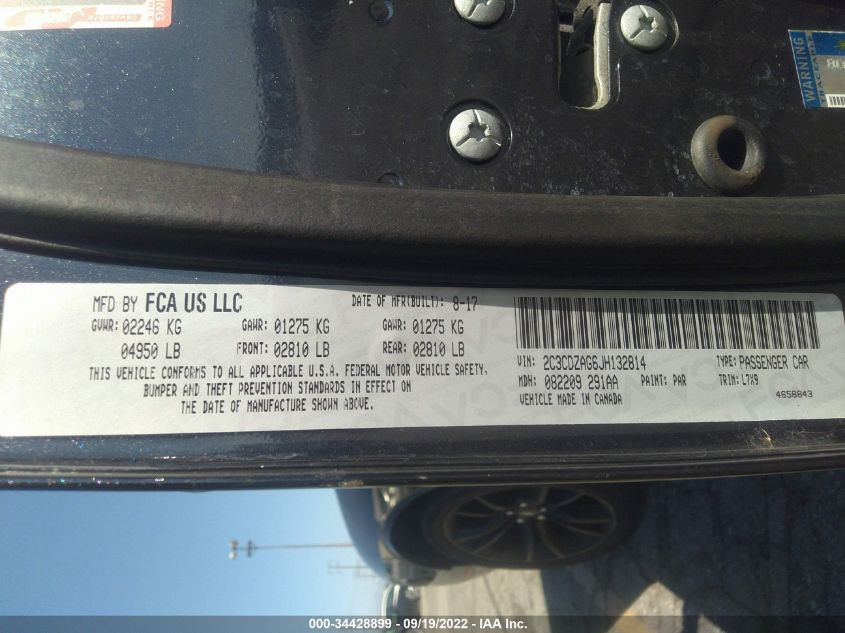 WARNING
MFD BY FCA US LLC DATE OF MFR(BUILT): 8-17
GVWR: 02246 KG GAWR: 01275 KG GAWR: 01275 KG
04950 LB FRONT: 02810 LB REAR: 02810 LB
THIS VEHICLE CONFORMS TO ALL APPLICABLE U.S.A. FEDERAL MOTOR VEHICLE SAFETY,
BUMPER AND THEFT PREVENTION STANDARDS IN EFFECT ON
THE DATE OF MANUFACTURE SHOWN ABOVE.
VIN: 2C3CDZAG6JH132814 TYPE: PASSENGER CAR
MDH: 082209 291AA PAINT: PAR TRIM: L7X9
VEHICLE MADE IN CANADA 4658843
000-34428899 - 09/19/2022 - IAA Inc.